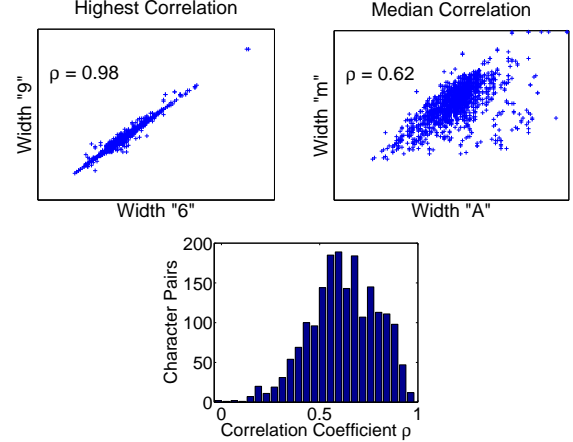 Highest Correlation
ρ = 0.98
Width "9"
Width "6"
Median Correlation
ρ = 0.62
Width "m"
Width "A"
200
150
100
50
0
Character Pairs
0 0.5 1
Correlation Coefficient ρ